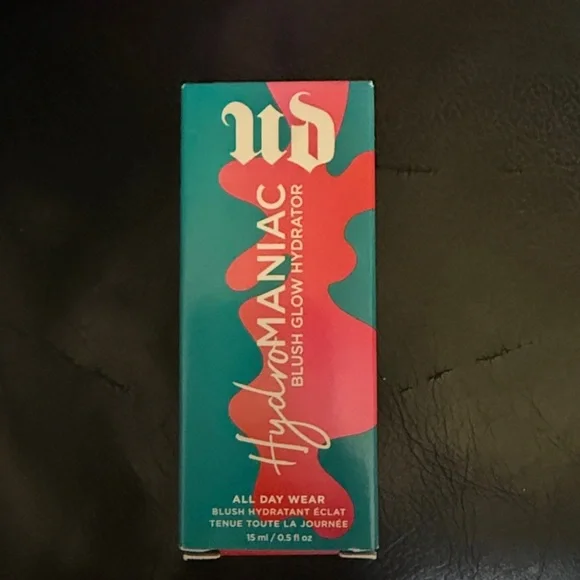 UD
HydroMANIAC
BLUSH GLOW HYDRATOR
ALL DAY WEAR
BLUSH HYDRATANT ÉCLAT
TENUE TOUTE LA JOURNÉE
15 ml / 0.5 fl oz